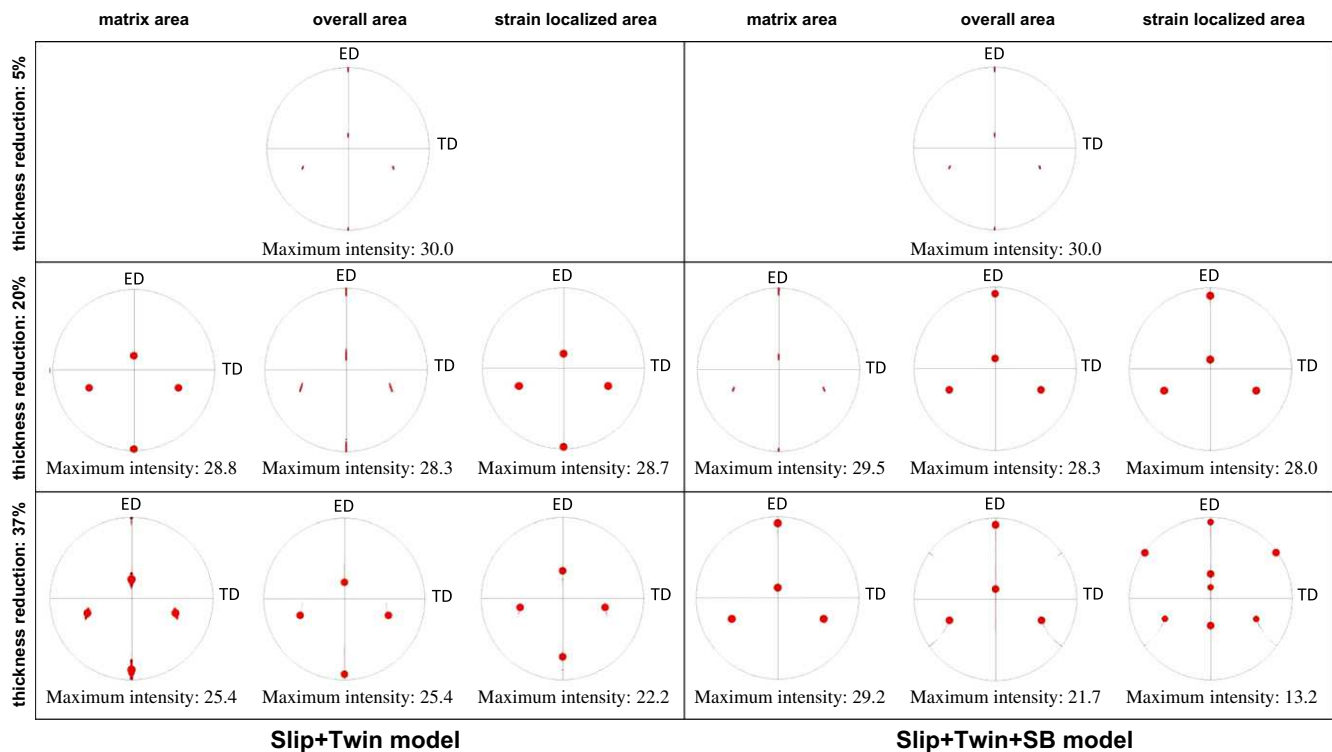 matrix area overall area strain localized area matrix area overall area strain localized area
thickness reduction: 5%
ED ED
TD TD
Maximum intensity: 30.0 Maximum intensity: 30.0
thickness reduction: 20%
ED ED ED ED ED ED
TD TD TD TD TD TD
Maximum intensity: 28.8 Maximum intensity: 28.3 Maximum intensity: 28.7 Maximum intensity: 29.5 Maximum intensity: 28.3 Maximum intensity: 28.0
thickness reduction: 37%
ED ED ED ED ED ED
TD TD TD TD TD TD
Maximum intensity: 25.4 Maximum intensity: 25.4 Maximum intensity: 22.2 Maximum intensity: 29.2 Maximum intensity: 21.7 Maximum intensity: 13.2
Slip+Twin model Slip+Twin+SB model